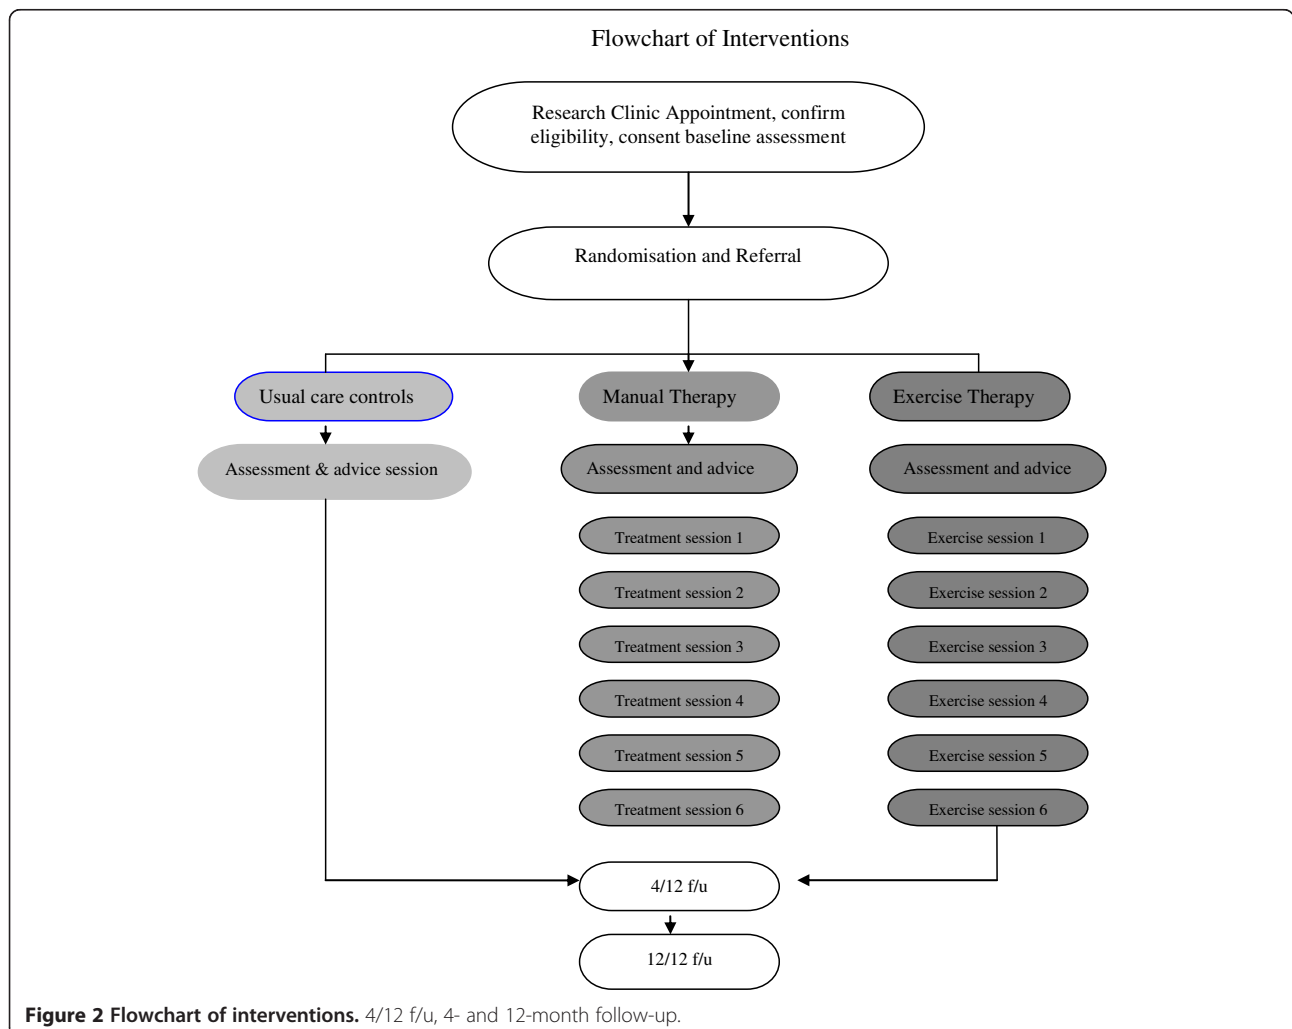 Flowchart of Interventions
Research Clinic Appointment, confirm
eligibility, consent baseline assessment
Randomisation and Referral
Usual care controls
Manual Therapy
Exercise Therapy
Assessment & advice session
Assessment and advice
Assessment and advice
Treatment session 1
Exercise session 1
Treatment session 2
Exercise session 2
Treatment session 3
Exercise session 3
Treatment session 4
Exercise session 4
Treatment session 5
Exercise session 5
Treatment session 6
Exercise session 6
4/12 f/u
12/12 f/u
Figure 2 Flowchart of interventions. 4/12 f/u, 4- and 12-month follow-up.